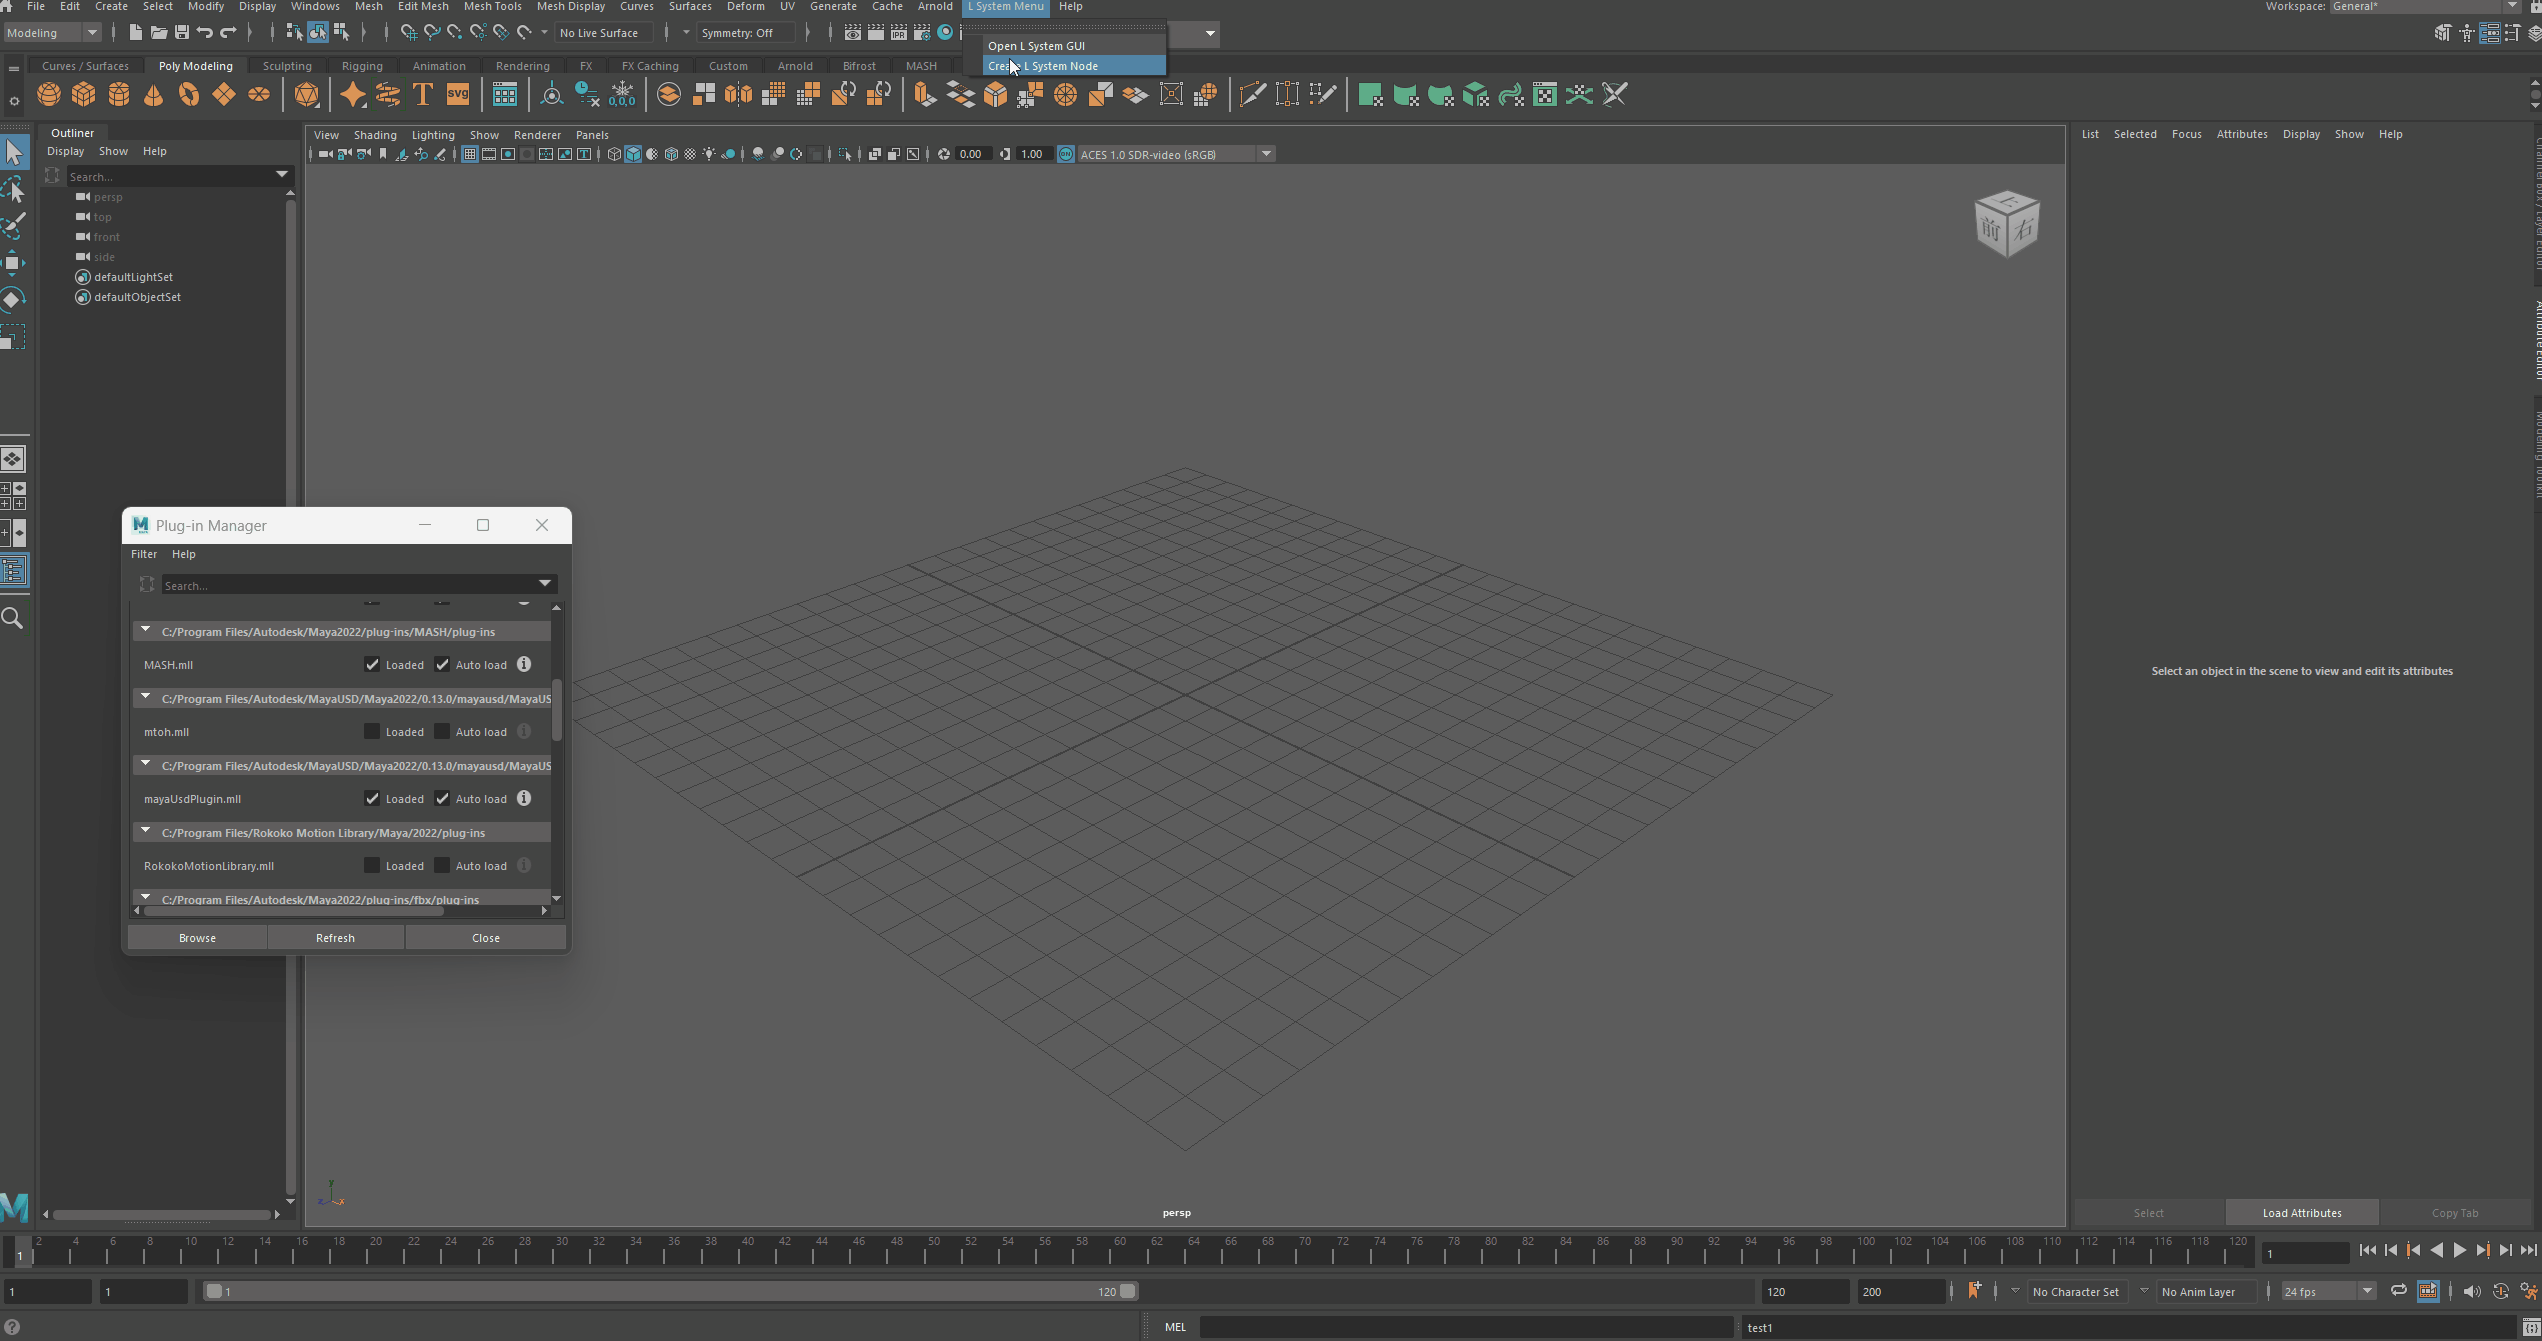 File Edit Create Select Modify Display Windows Mesh Edit Mesh Mesh Tools Mesh Display Curves Surfaces Deform UV Generate Cache Arnold L System Menu Help Workspace: General*
Modeling No Live Surface Symmetry: Off
Open L System GUI
L System Node
Curves / Surfaces Poly Modeling Sculpting Rigging Animation Rendering FX FX Caching Custom Arnold Bifrost MASH
T svg 0,0,0
Outliner
Display Show Help
Search...
persp
top
front
side
defaultLightSet
defaultObjectSet
View Shading Lighting Show Renderer Panels
0.00 1.00 ON ACES 1.0 SDR-video (sRGB)
上
前 右
List Selected Focus Attributes Display Show Help
Attribute Editor
Select an object in the scene to view and edit its attributes
Plug-in Manager
Filter Help
Search...
C:/Program Files/Autodesk/Maya2022/plug-ins/MASH/plug-ins
MASH.mll Loaded Auto load
C:/Program Files/Autodesk/MayaUSD/Maya2022/0.13.0/mayausd/MayaUS
mtoh.mll Loaded Auto load
C:/Program Files/Autodesk/MayaUSD/Maya2022/0.13.0/mayausd/MayaUS
mayaUsdPlugin.mll Loaded Auto load
C:/Program Files/Rokoko Motion Library/Maya/2022/plug-ins
RokokoMotionLibrary.mll Loaded Auto load
C:/Program Files/Autodesk/Maya2022/plug-ins/fbx/plug-ins
Browse Refresh Close
y
z x
persp
Select Load Attributes Copy Tab
1 2 4 6 8 10 12 14 16 18 20 22 24 26 28 30 32 34 36 38 40 42 44 46 48 50 52 54 56 58 60 62 64 66 68 70 72 74 76 78 80 82 84 86 88 90 92 94 96 98 100 102 104 106 108 110 112 114 116 118 120 1
1 1 1 120 120 200 No Character Set No Anim Layer 24 fps
MEL test1